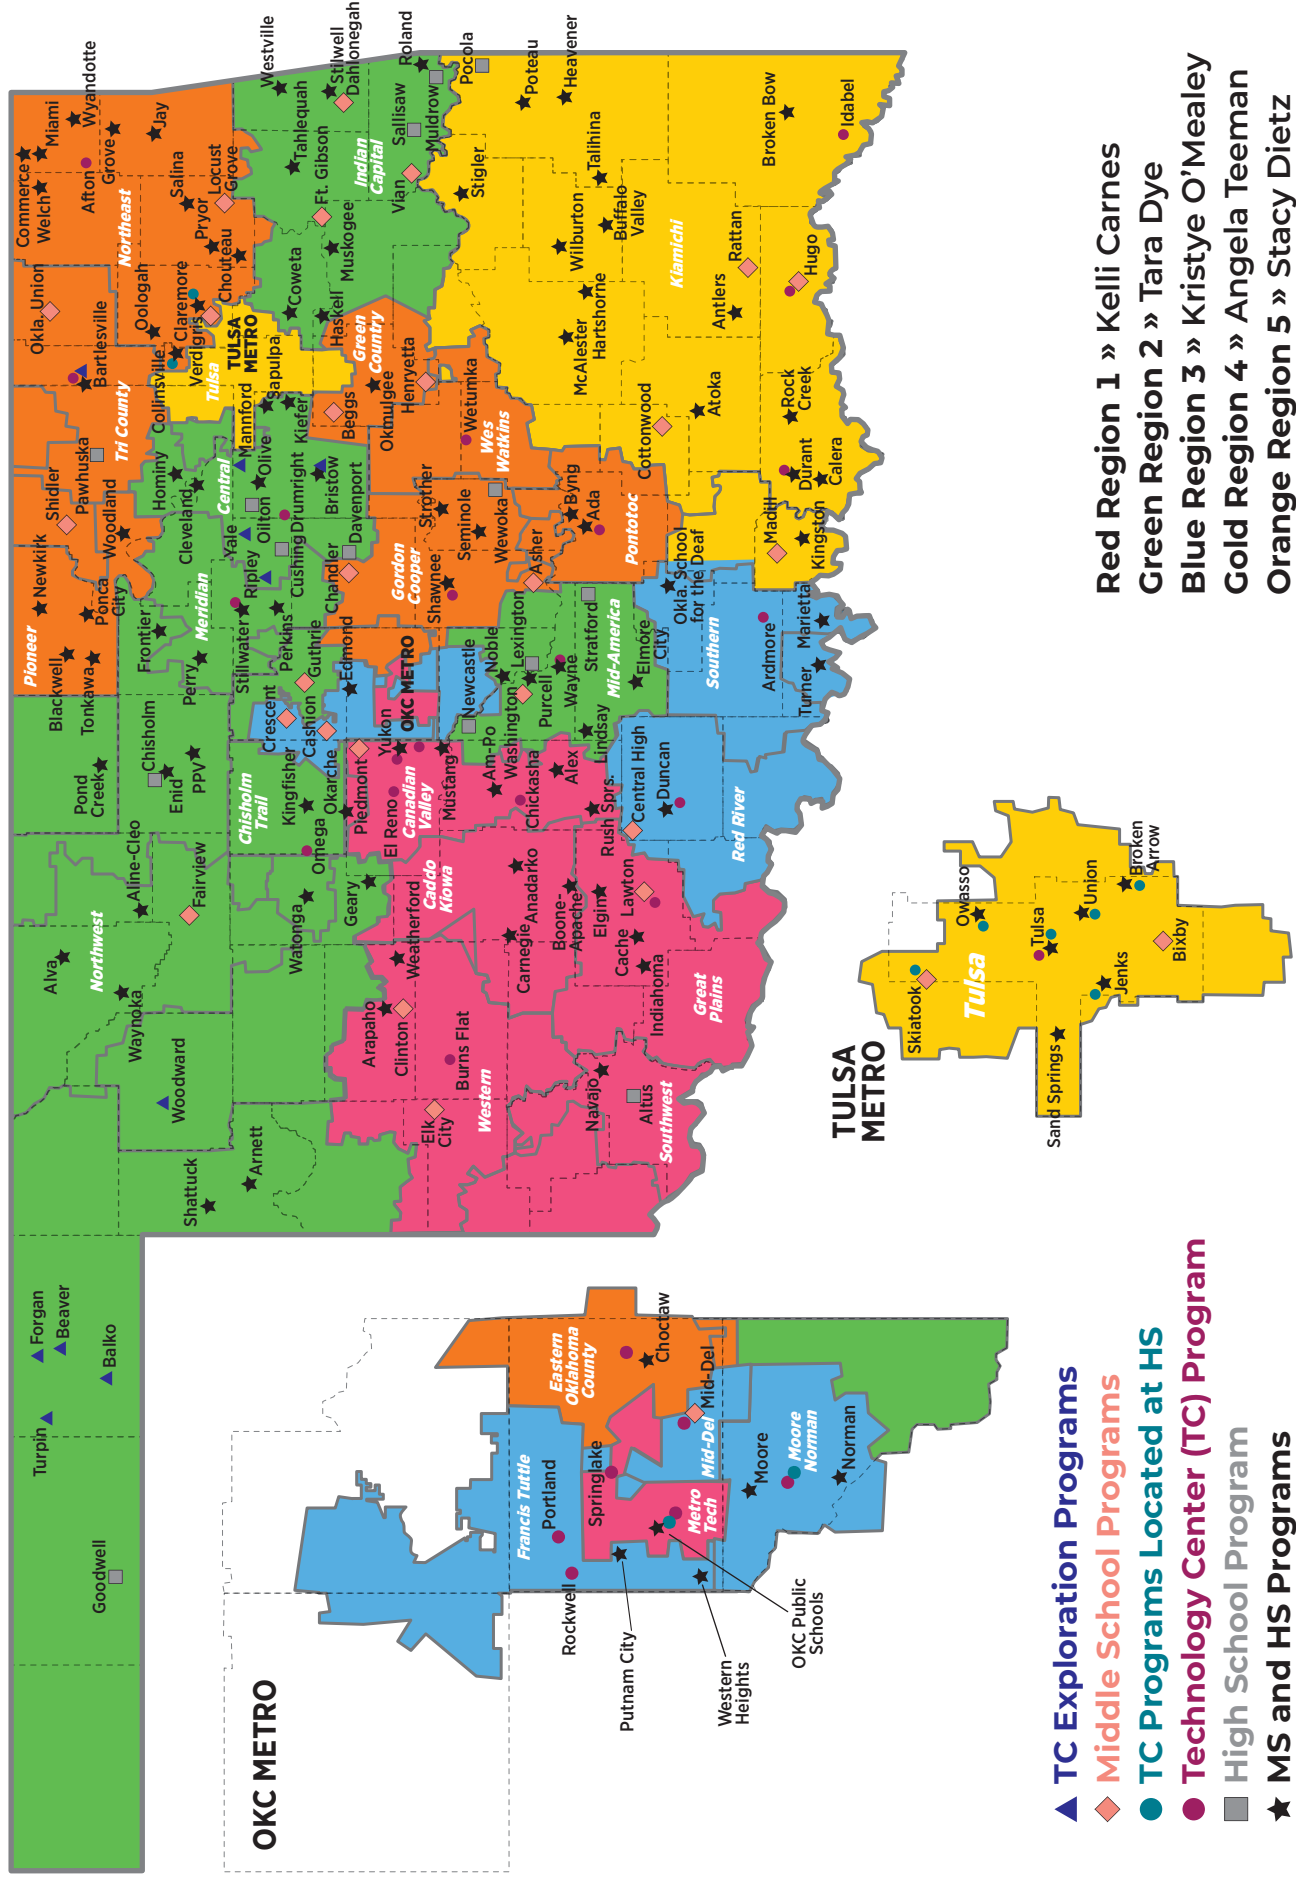 Goodwell
Turpin
Forgan
Beaver
Balko
Shattuck
Arnett
Woodward
Waynoka
Alva
Northwest
Aline-Cleo
Fairview
Watonga
Geary
Pond
Creek
Chisholm
Enid
PPV
Chisholm
Trail
Kingfisher
Omega
Okarche
Piedmont
Pioneer
Blackwell
Tonkawa
Newkirk
Ponca
City
Frontier
Perry
Meridian
Stillwater
Perkins
Guthrie
Crescent
Cashion
Edmond
Shidler
Pawhuska
Woodland
Tri County
Hominy
Cleveland
Central
Yale
Oilton
Ripley
Cushing
Drumright
Olive
Mannford
Bristow
Davenport
Chandler
Kiefer
Sapulpa
Okla. Union
Bartlesville
Collinsville
Oologah
Claremore
Verdigris
Tulsa
TULSA
METRO
Northeast
Commerce
Miami
Welch
Wyandotte
Afton
Grove
Jay
Salina
Locust
Grove
Pryor
Chouteau
Westville
Tahlequah
Stilwell
Dahlonegah
Ft. Gibson
Indian
Capital
Sallisaw
Roland
Muldrow
Vian
Muskogee
Coweta
Haskell
Green
Country
Beggs
Okmulgee
Henryetta
Wes
Watkins
Wetumka
Gordon
Cooper
Shawnee
Strother
Seminole
Wewoka
Asher
Byng
Ada
Pontotoc
Pocola
Poteau
Heavener
Stigler
Talihina
Wilburton
Buffalo
Valley
Hartshorne
McAlester
Kiamichi
Broken Bow
Idabel
Rattan
Hugo
Antlers
Atoka
Cottonwood
Rock
Creek
Durant
Calera
Madill
Kingston
Okla. School
for the Deaf
Southern
Ardmore
Marietta
Turner
OKC METRO
Yukon
Mustang
El Reno
Canadian
Valley
Newcastle
Am-Po
Washington
Noble
Lexington
Purcell
Wayne
Stratford
Mid-America
Elmore
City
Lindsay
Chickasha
Alex
Rush Sprs.
Central High
Duncan
Red River
Caddo
Kiowa
Weatherford
Anadarko
Carnegie
Boone-
Apache
Elgin
Lawton
Cache
Indiahoma
Great
Plains
Arapaho
Clinton
Burns Flat
Elk
City
Western
Navajo
Altus
Southwest
OKC METRO
Francis Tuttle
Portland
Rockwell
Springlake
Eastern
Oklahoma
County
Choctaw
Mid-Del
Mid-Del
Metro
Tech
Moore
Moore
Norman
Norman
Putnam City
Western
Heights
OKC Public
Schools
TULSA
METRO
Skiatook
Owasso
Tulsa
Tulsa
Union
Broken
Arrow
Bixby
Jenks
Sand Springs
TC Exploration Programs
Middle School Programs
TC Programs Located at HS
Technology Center (TC) Program
High School Program
MS and HS Programs
Red Region 1 » Kelli Carnes
Green Region 2 » Tara Dye
Blue Region 3 » Kristye O’Mealey
Gold Region 4 » Angela Teeman
Orange Region 5 » Stacy Dietz